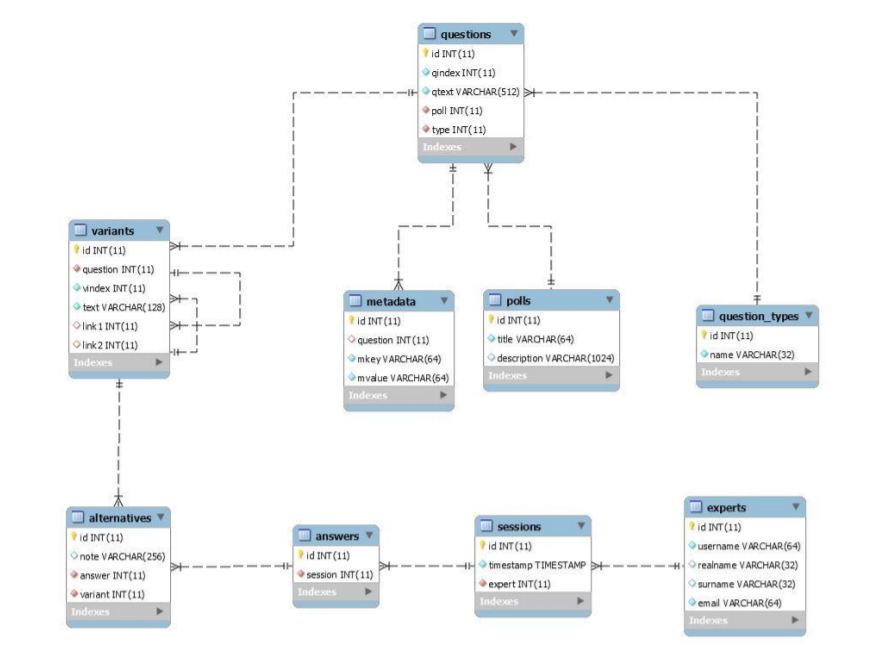 questions
id INT(11)
qindex INT(11)
qtext VARCHAR(512)
poll INT(11)
type INT(11)
Indexes
variants
id INT(11)
question INT(11)
vindex INT(11)
text VARCHAR(128)
link1 INT(11)
link2 INT(11)
Indexes
metadata
id INT(11)
question INT(11)
mkey VARCHAR(64)
mvalue VARCHAR(64)
Indexes
polls
id INT(11)
title VARCHAR(64)
description VARCHAR(1024)
Indexes
question_types
id INT(11)
name VARCHAR(32)
Indexes
alternatives
id INT(11)
note VARCHAR(256)
answer INT(11)
variant INT(11)
Indexes
answers
id INT(11)
session INT(11)
Indexes
sessions
id INT(11)
timestamp TIMESTAMP
expert INT(11)
Indexes
experts
id INT(11)
username VARCHAR(64)
realname VARCHAR(32)
surname VARCHAR(32)
email VARCHAR(64)
Indexes